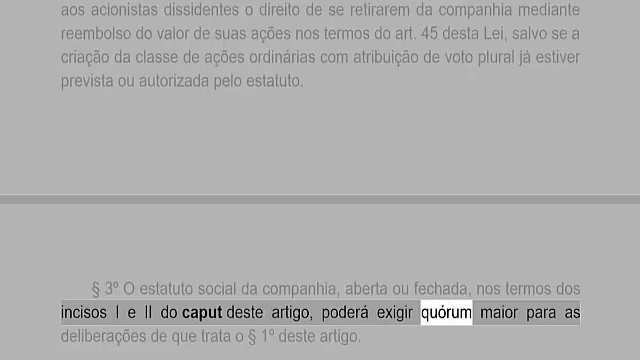 aos acionistas dissidentes o direito de se retirarem da companhia mediante
reembolso do valor de suas ações nos termos do art. 45 desta Lei, salvo se a
criação da classe de ações ordinárias com atribuição de voto plural já estiver
prevista ou autorizada pelo estatuto.
§ 3º O estatuto social da companhia, aberta ou fechada, nos termos dos
incisos I e II do caput deste artigo, poderá exigir quórum maior para as
deliberações de que trata o § 1º deste artigo.